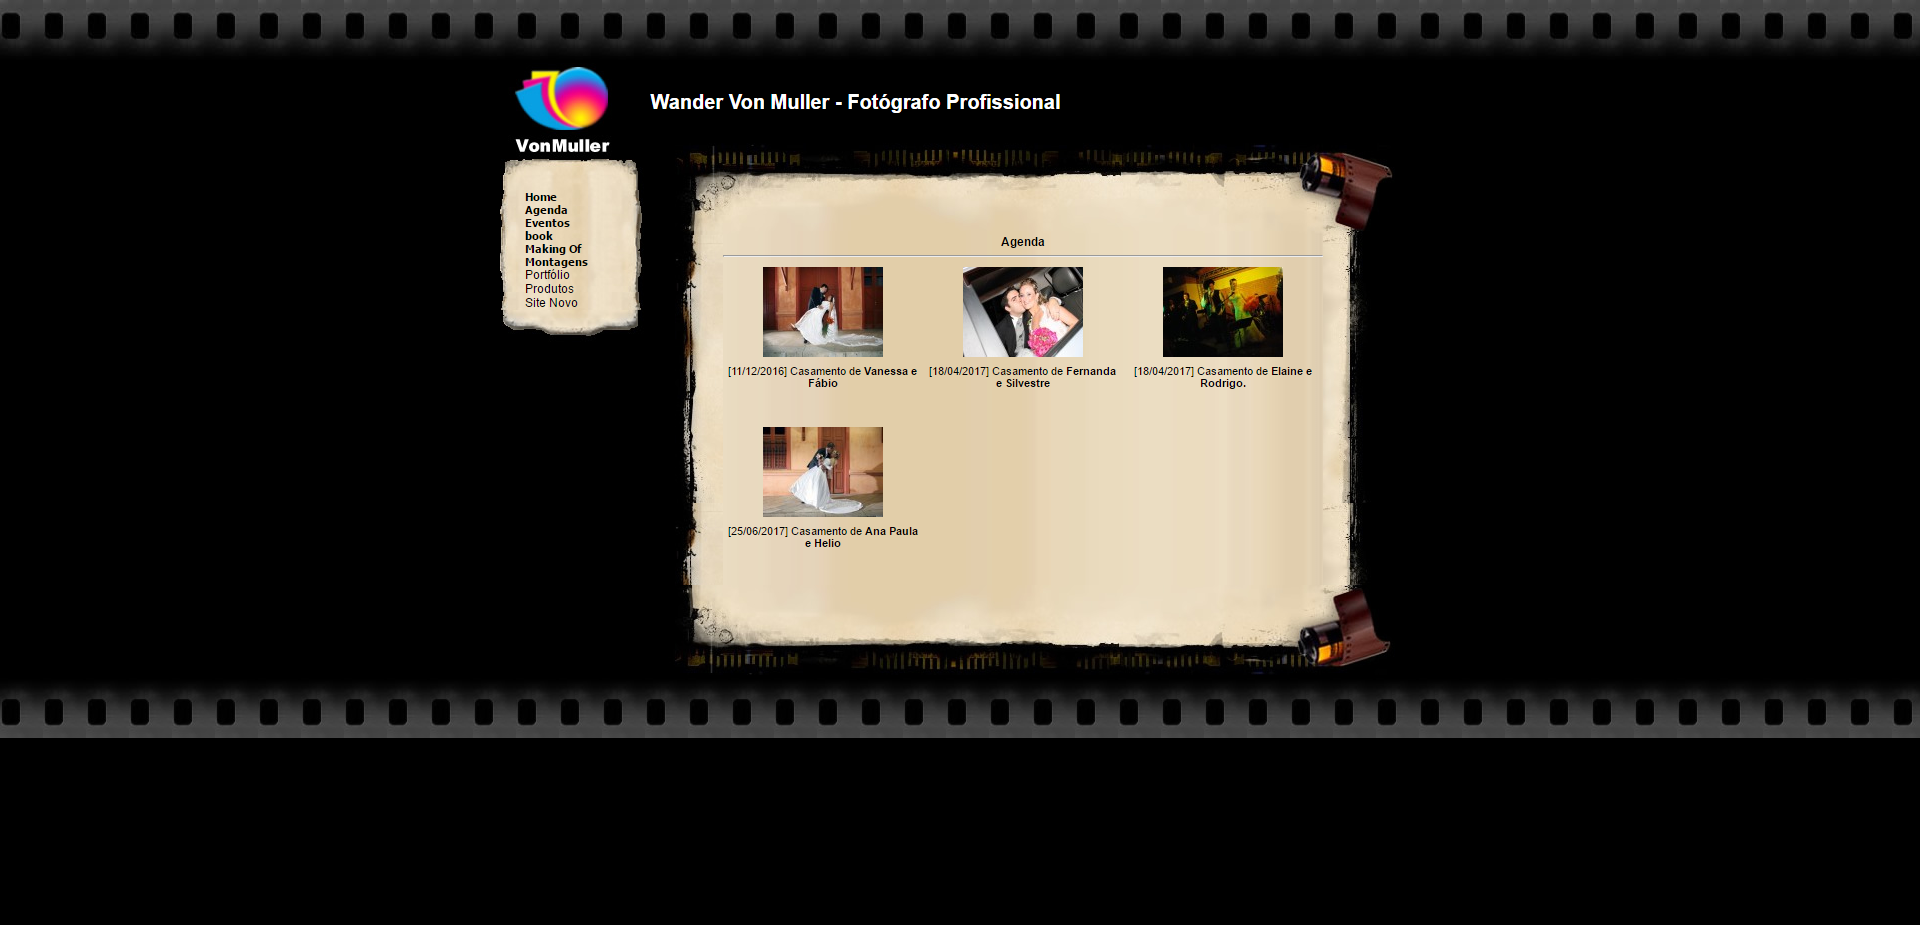 Wander Von Muller - Fotógrafo Profissional
VonMuller
Home
Agenda
Eventos
book
Making Of
Montagens
Portfólio
Produtos
Site Novo
Agenda
[11/12/2016] Casamento de Vanessa e
Fábio
[18/04/2017] Casamento de Fernanda
e Silvestre
[18/04/2017] Casamento de Elaine e
Rodrigo.
[25/06/2017] Casamento de Ana Paula
e Helio